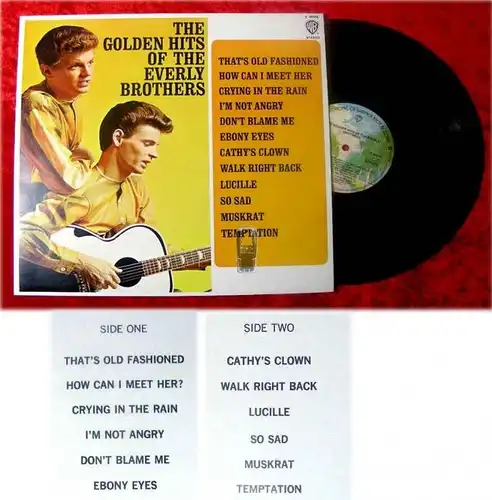 THE
GOLDEN HITS
OF THE
EVERLY
BROTHERS
THAT'S OLD FASHIONED
HOW CAN I MEET HER
CRYING IN THE RAIN
I'M NOT ANGRY
DON'T BLAME ME
EBONY EYES
CATHY'S CLOWN
WALK RIGHT BACK
LUCILLE
SO SAD
MUSKRAT
TEMPTATION
SIDE ONE
THAT'S OLD FASHIONED
HOW CAN I MEET HER?
CRYING IN THE RAIN
I'M NOT ANGRY
DON'T BLAME ME
EBONY EYES
SIDE TWO
CATHY'S CLOWN
WALK RIGHT BACK
LUCILLE
SO SAD
MUSKRAT
TEMPTATION